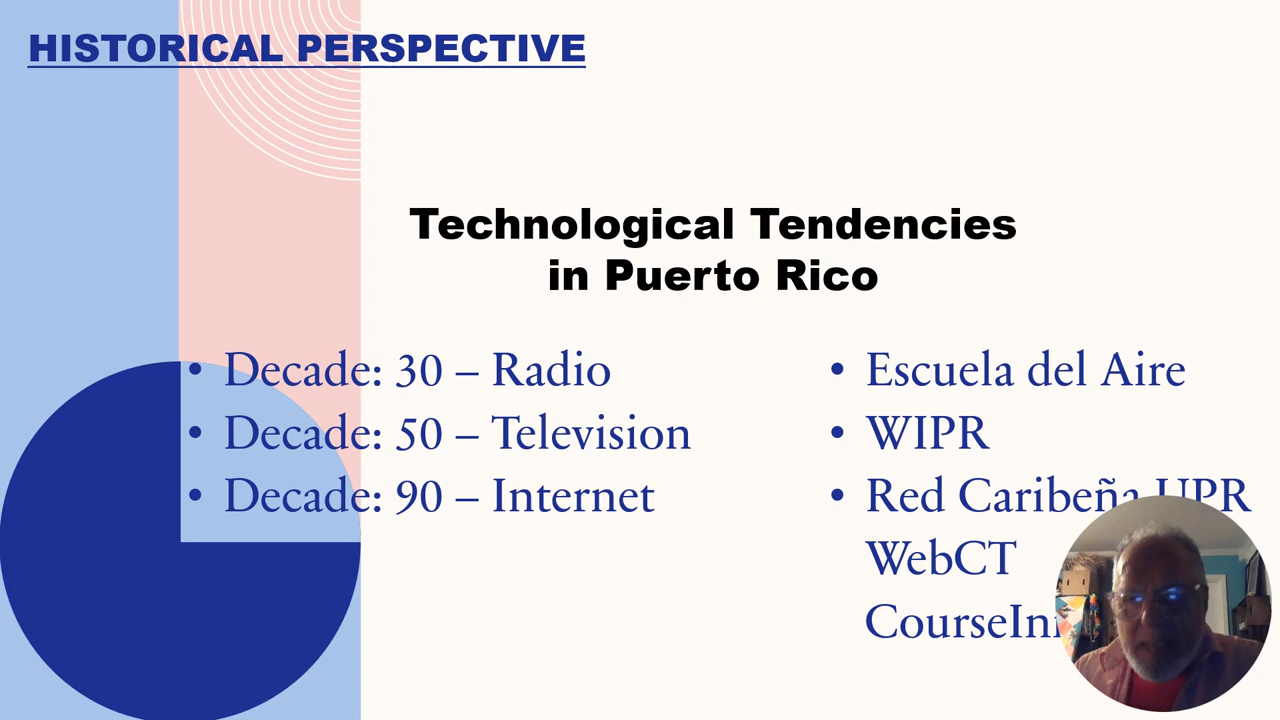 HISTORICAL PERSPECTIVE
Technological Tendencies
in Puerto Rico
• Decade: 30 – Radio
• Decade: 50 – Television
• Decade: 90 – Internet
• Escuela del Aire
• WIPR
• Red Caribeña UPR
WebCT